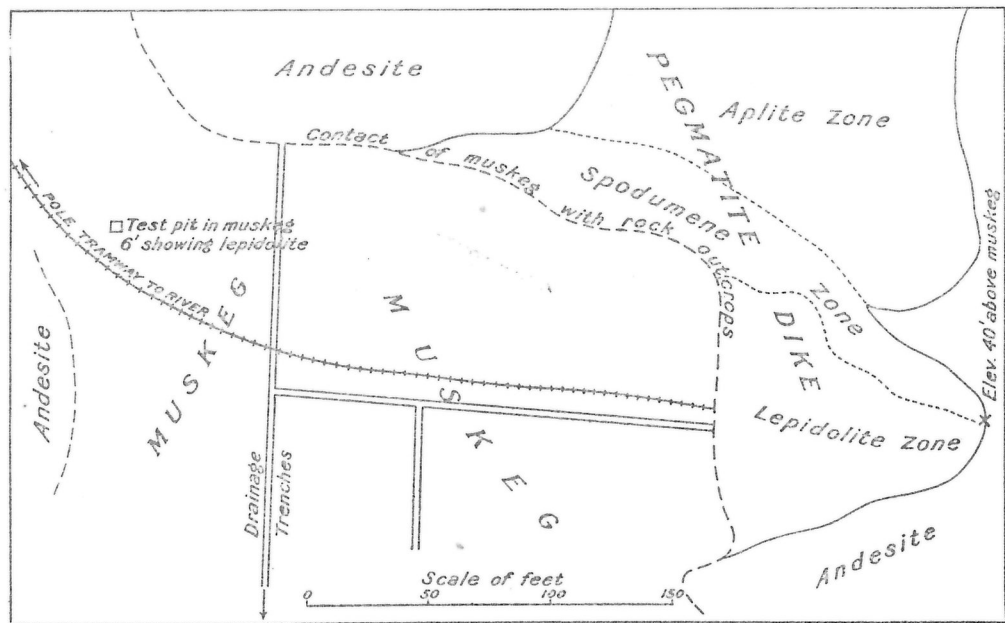 Andesite
PEGMATITE
Aplite Zone
Contact
of muskeg
with rock outcrops
Spodumene
Zone
POLE TRAMWAY TO RIVER
Test pit in muskeg
6' showing lepidolite
MUSKEG
MUSKEG
DIKE
Elev. 40' above muskeg
Andesite
Lepidolite Zone
Drainage
Trenches
Andesite
Scale of feet
0 50 100 150